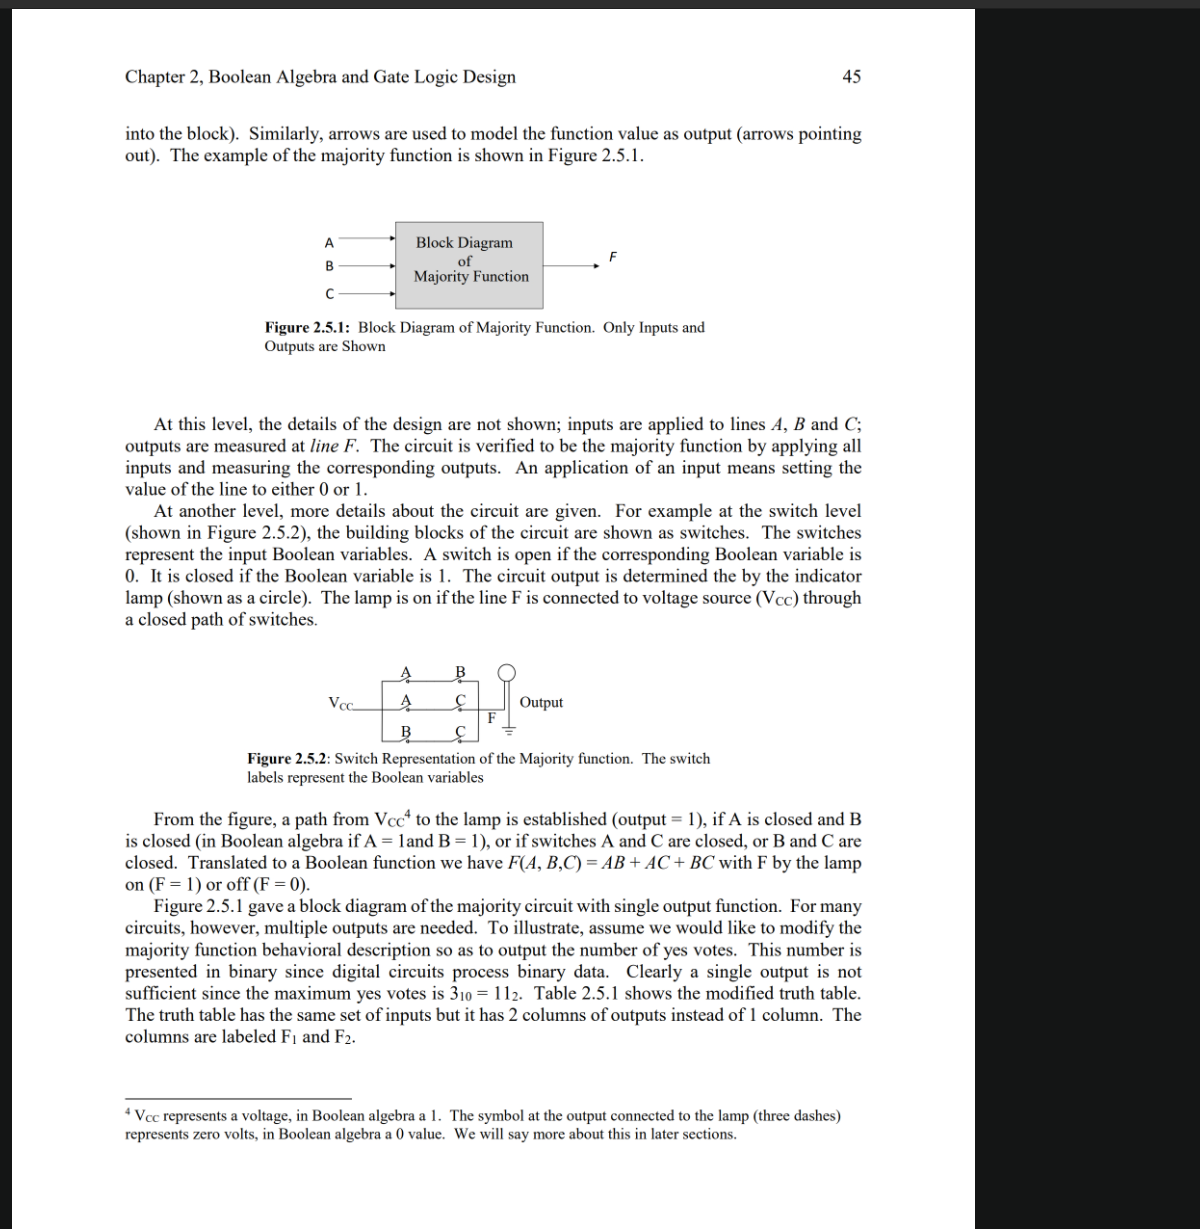 Chapter 2, Boolean Algebra and Gate Logic Design 45
into the block). Similarly, arrows are used to model the function value as output (arrows pointing
out). The example of the majority function is shown in Figure 2.5.1.
A
B
C
Block Diagram
of
Majority Function
F
Figure 2.5.1: Block Diagram of Majority Function. Only Inputs and
Outputs are Shown
At this level, the details of the design are not shown; inputs are applied to lines A, B and C;
outputs are measured at line F. The circuit is verified to be the majority function by applying all
inputs and measuring the corresponding outputs. An application of an input means setting the
value of the line to either 0 or 1.
At another level, more details about the circuit are given. For example at the switch level
(shown in Figure 2.5.2), the building blocks of the circuit are shown as switches. The switches
represent the input Boolean variables. A switch is open if the corresponding Boolean variable is
0. It is closed if the Boolean variable is 1. The circuit output is determined the by the indicator
lamp (shown as a circle). The lamp is on if the line F is connected to voltage source (VCC) through
a closed path of switches.
A B
VCC A C Output
F
B C
Figure 2.5.2: Switch Representation of the Majority function. The switch
labels represent the Boolean variables
From the figure, a path from VCC⁴ to the lamp is established (output = 1), if A is closed and B
is closed (in Boolean algebra if A = 1and B = 1), or if switches A and C are closed, or B and C are
closed. Translated to a Boolean function we have F(A, B,C) = AB + AC + BC with F by the lamp
on (F = 1) or off (F = 0).
Figure 2.5.1 gave a block diagram of the majority circuit with single output function. For many
circuits, however, multiple outputs are needed. To illustrate, assume we would like to modify the
majority function behavioral description so as to output the number of yes votes. This number is
presented in binary since digital circuits process binary data. Clearly a single output is not
sufficient since the maximum yes votes is 3₁₀ = 11₂. Table 2.5.1 shows the modified truth table.
The truth table has the same set of inputs but it has 2 columns of outputs instead of 1 column. The
columns are labeled F₁ and F₂.
⁴ VCC represents a voltage, in Boolean algebra a 1. The symbol at the output connected to the lamp (three dashes)
represents zero volts, in Boolean algebra a 0 value. We will say more about this in later sections.